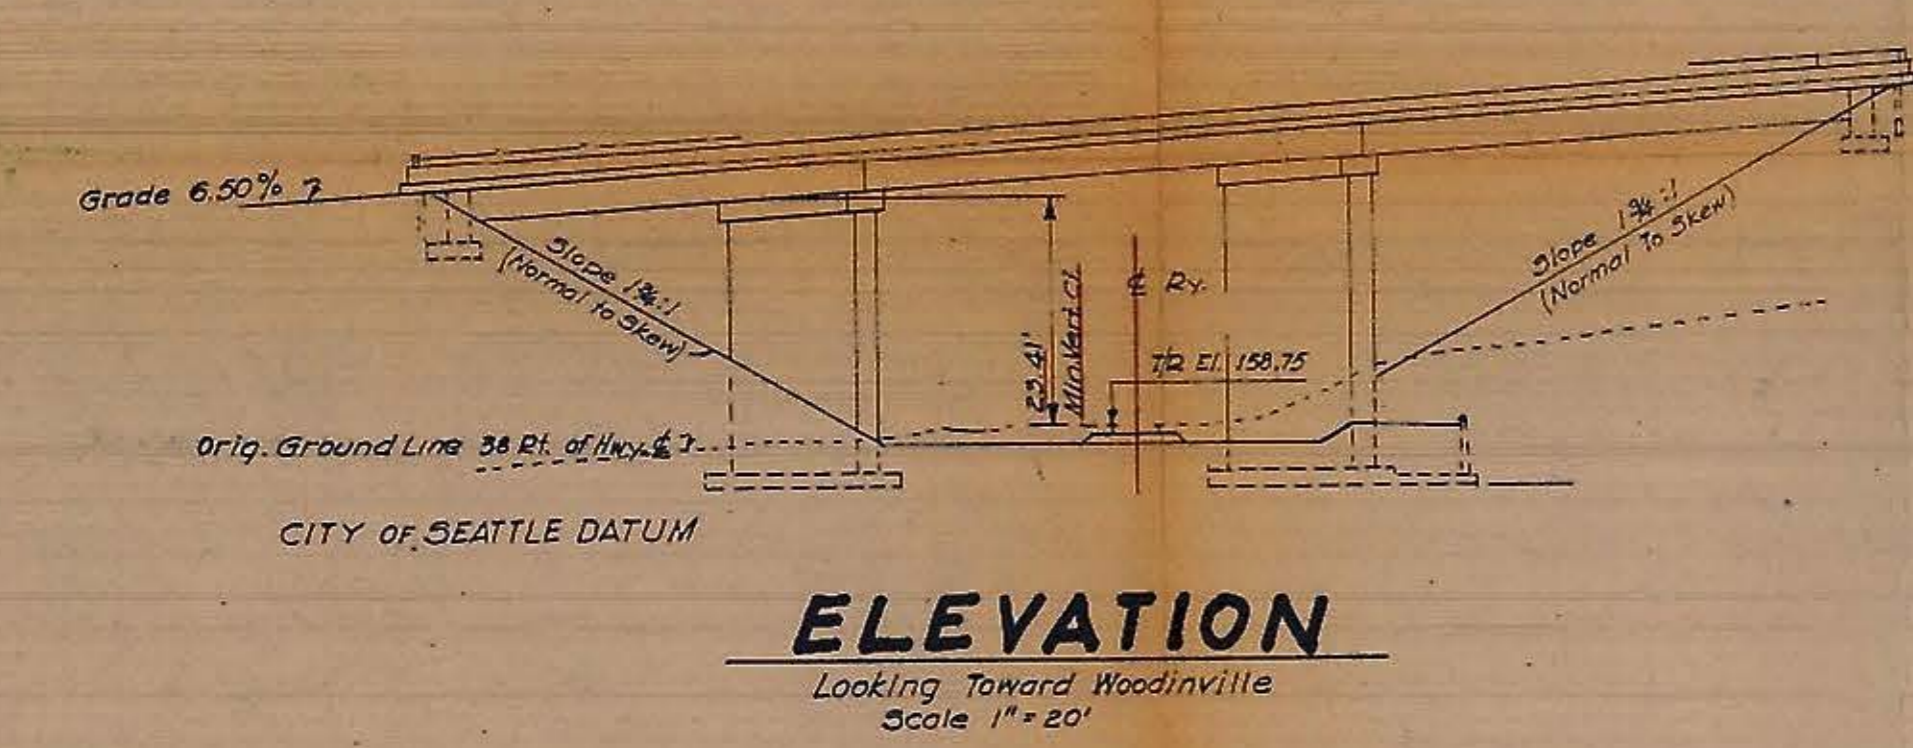 Grade 6.50%
Slope 1¾:1
(Normal to Skew)
23.41'
Min. Vert. Cl.
℄ Ry.
T/R El. 158.75
Slope 1¾:1
(Normal To Skew)
Orig. Ground Line 38 Rt. of Hwy. ℄
CITY OF SEATTLE DATUM
ELEVATION
Looking Toward Woodinville
Scale 1" = 20'